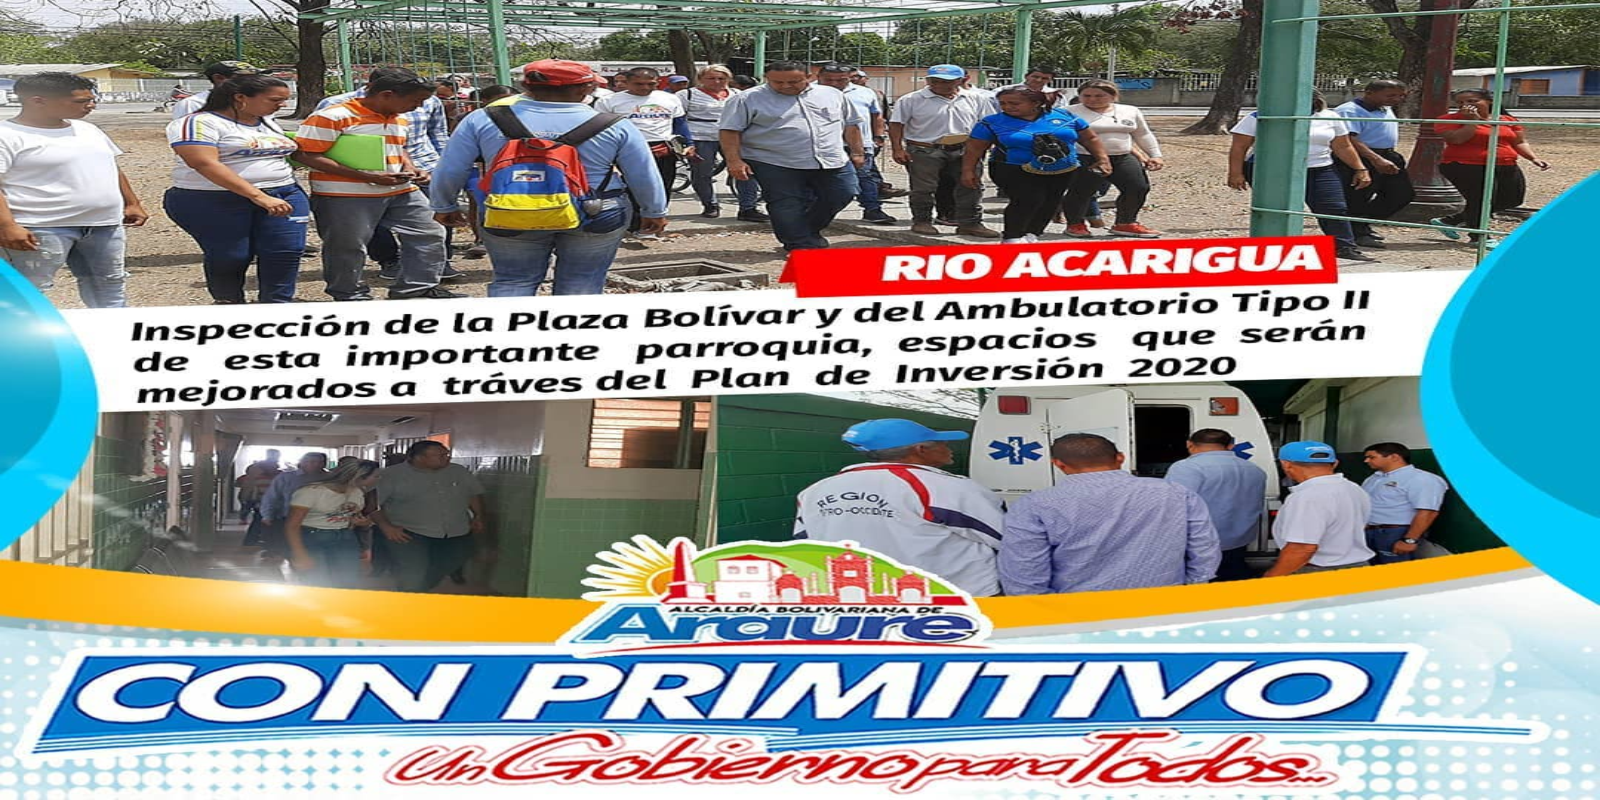 RIO ACARIGUA
Inspección de la Plaza Bolívar y del Ambulatorio Tipo II
de esta importante parroquia, espacios que serán
mejorados a tráves del Plan de Inversión 2020
REGION
ALCALDÍA BOLIVARIANA DE
Araure
CON PRIMITIVO
Un Gobierno para Todos...